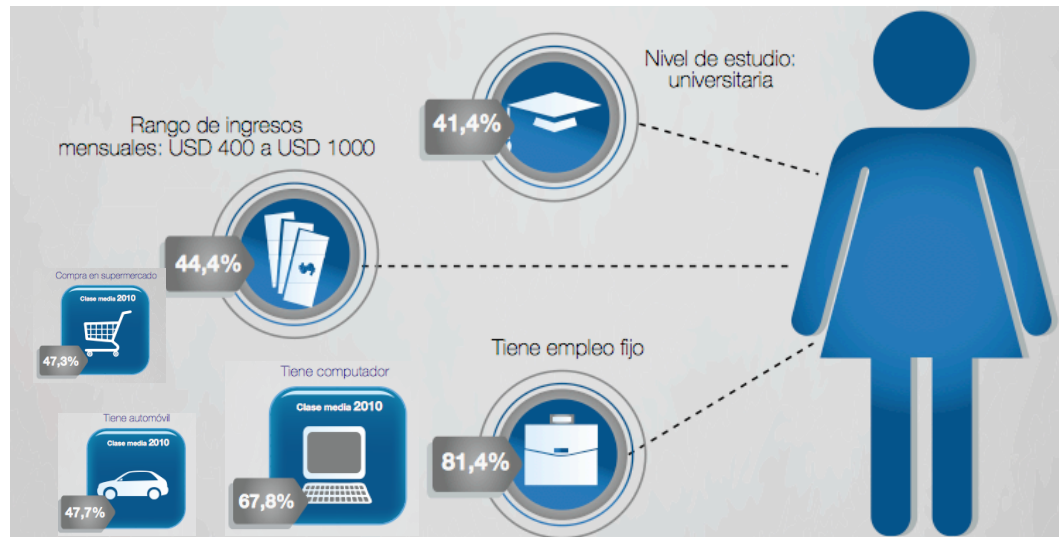 Nivel de estudio:
universitaria
41,4%
Rango de ingresos
mensuales: USD 400 a USD 1000
44,4%
Compra en supermercado
Clase media 2010
47,3%
Tiene empleo fijo
81,4%
Tiene computador
Clase media 2010
67,8%
Tiene automóvil
Clase media 2010
47,7%